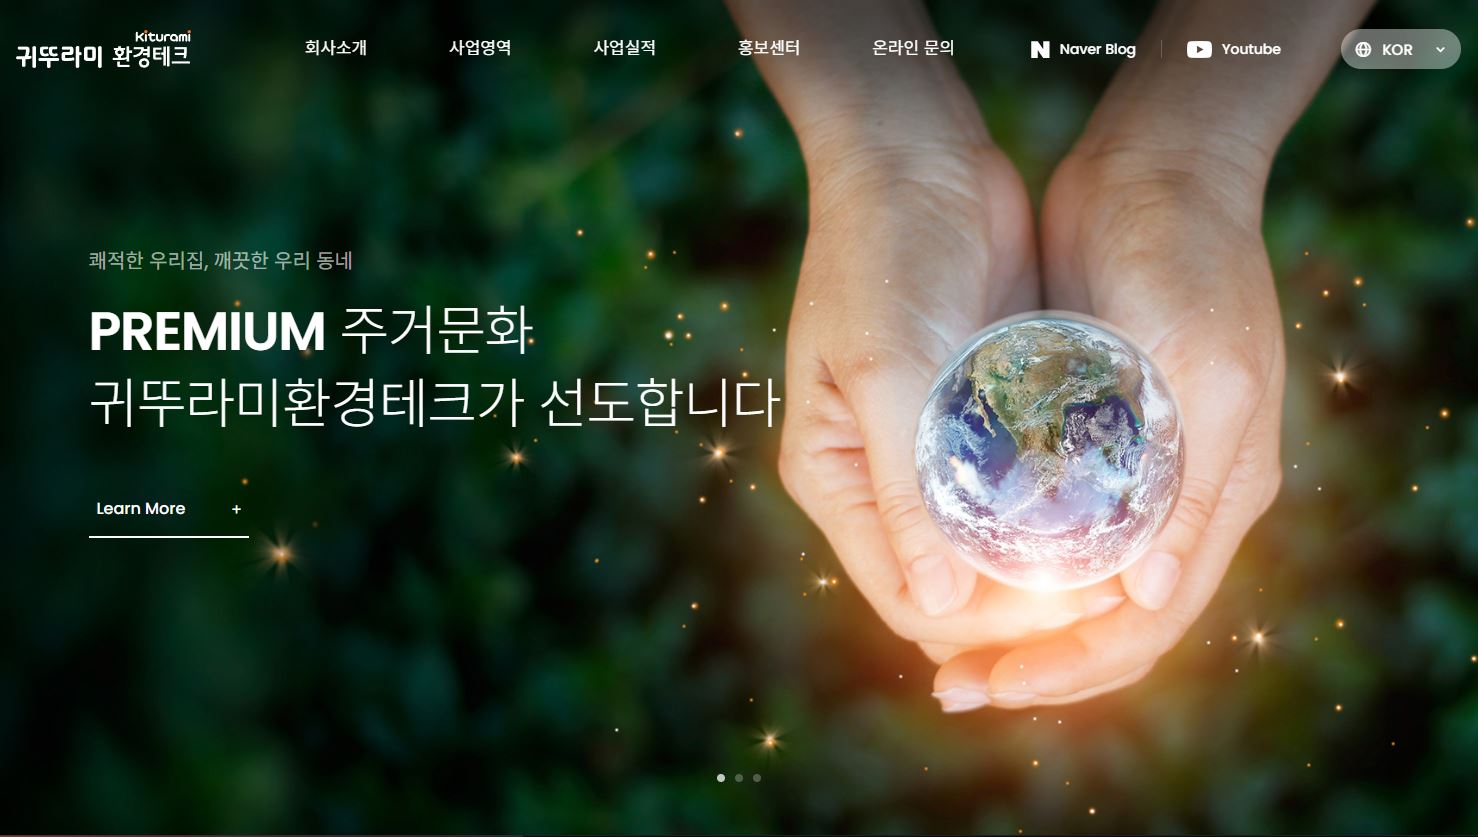 Kiturami
귀뚜라미 환경테크
회사소개
사업영역
사업실적
홍보센터
온라인 문의
N Naver Blog
Youtube
KOR
쾌적한 우리집, 깨끗한 우리 동네
PREMIUM 주거문화
귀뚜라미환경테크가 선도합니다
Learn More +